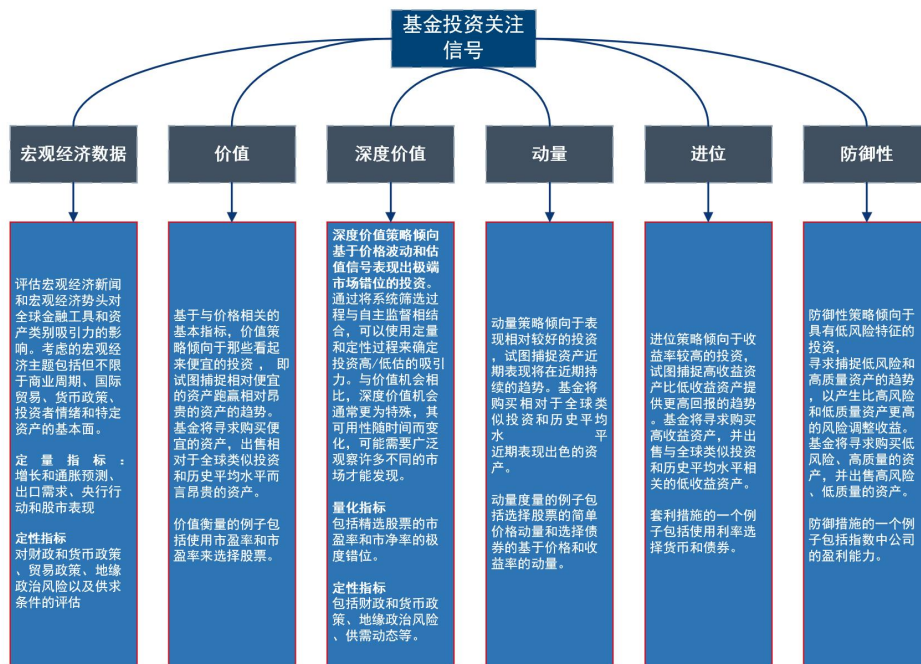 基金投资关注
信号
宏观经济数据
价值
深度价值
动量
进位
防御性
评估宏观经济新闻
和宏观经济势头对
全球金融工具和资
产类别吸引力的影
响。考虑的宏观经
济主题包括但不限
于商业周期、国际
贸易、货币政策、
投资者情绪和特定
资产的基本面。
定量指标：
增长和通胀预测、
出口需求、央行行
动和股市表现
定性指标
对财政和货币政策
、贸易政策、地缘
政治风险以及供求
条件的评估
基于与价格相关的
基本指标，价值策
略倾向于那些看起
来便宜的投资，即
试图捕捉相对便宜
的资产跑赢相对昂
贵的资产的趋势。
基金将寻求购买便
宜的资产，出售相
对于全球类似投资
和历史平均水平而
言昂贵的资产。
价值衡量的例子包
括使用市盈率和市
盈率来选择股票。
深度价值策略倾向
基于价格波动和估
值信号表现出极端
市场错位的投资。
通过将系统筛选过
程与自主监督相结
合，可以使用定量
和定性过程来确定
投资高/低估的吸引
力。与价值机会相
比，深度价值机会
通常更为特殊，其
可用性随时间而变
化，可能需要广泛
观察许多不同的市
场才能发现。
量化指标
包括精选股票的市
盈率和市净率的极
度错位。
定性指标
包括财政和货币政
策、地缘政治风险
、供需动态等。
动量策略倾向于表
现相对较好的投资
，试图捕捉资产近
期表现将在近期持
续的趋势。基金将
购买相对于全球类
似投资和历史平均
水平
近期表现出色的资
产。
动量度量的例子包
括选择股票的简单
价格动量和选择债
券的基于价格和收
益率的动量。
进位策略倾向于收
益率较高的投资，
试图捕捉高收益资
产比低收益资产提
供更高回报的趋势
。基金将寻求购买
高收益资产，并出
售与全球类似投资
和历史平均水平相
关的低收益资产。
套利措施的一个例
子包括使用利率选
择货币和债券。
防御性策略倾向于
具有低风险特征的
投资，
寻求捕捉低风险和
高质量资产的趋势
，以产生比高风险
和低质量资产更高
的风险调整收益。
基金将寻求购买低
风险、高质量的资
产，并出售高风险
、低质量的资产。
防御措施的一个例
子包括指数中公司
的盈利能力。